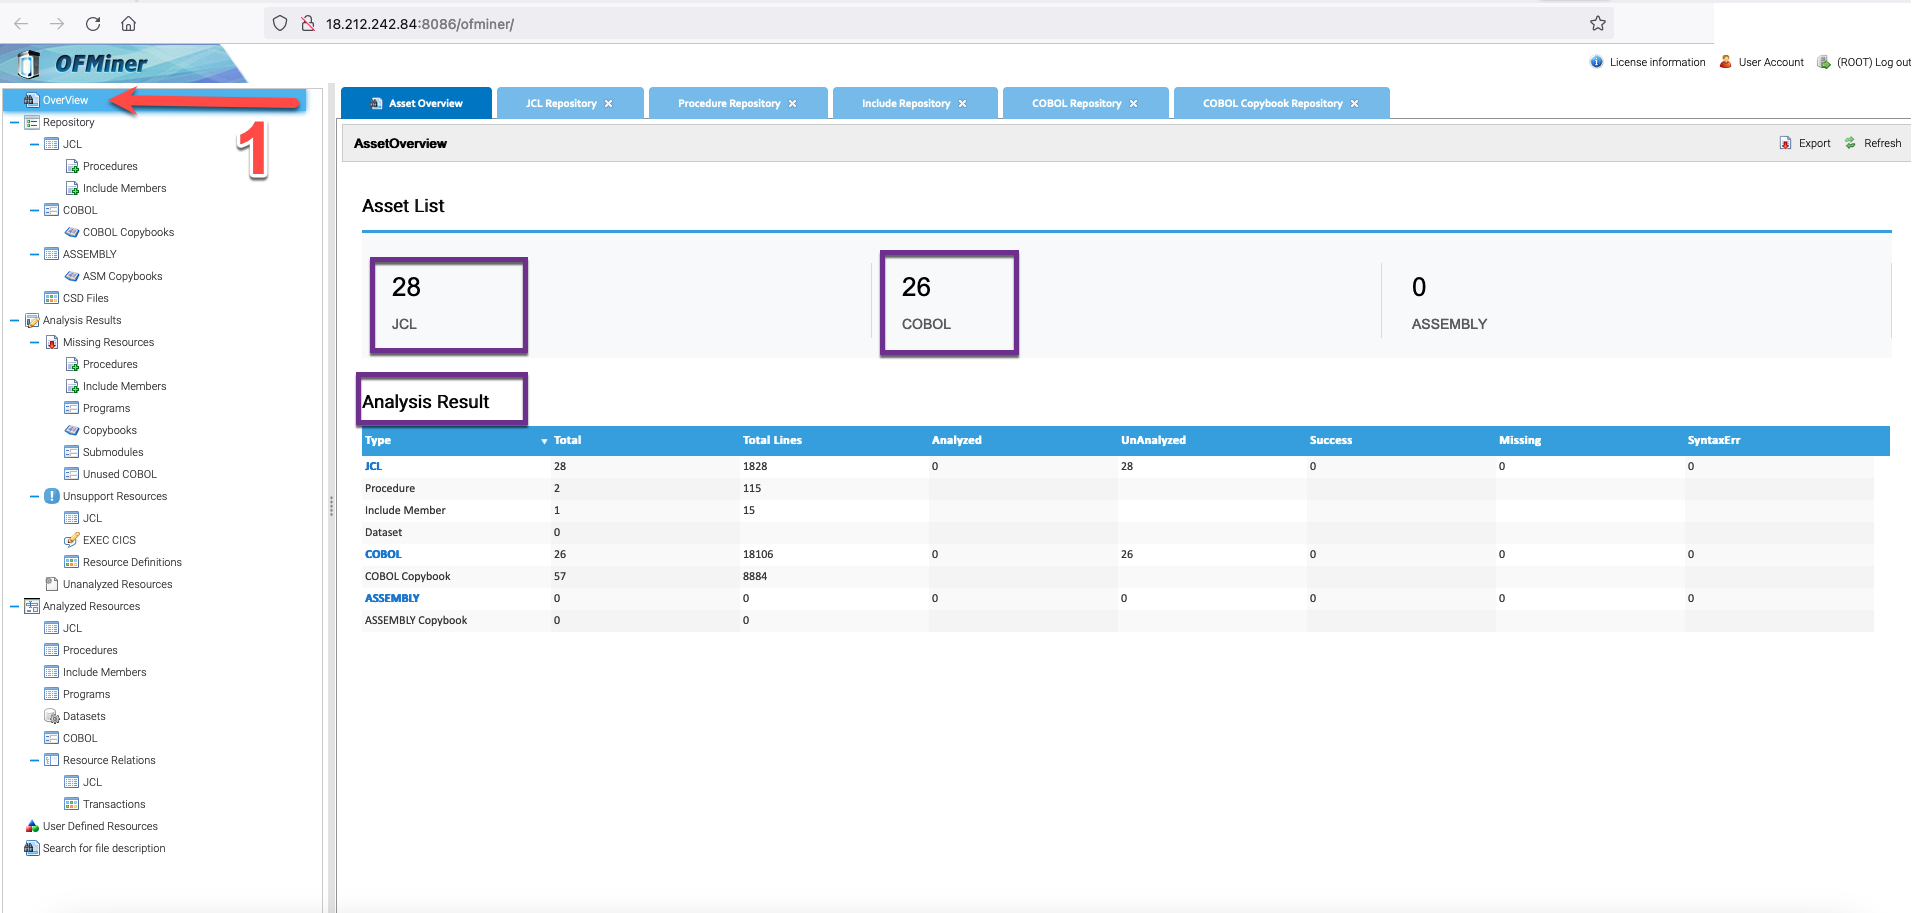 18.212.242.84:8086/ofminer/
OFMiner
License information
User Account
(ROOT) Log out
OverView
1
Repository
JCL
Procedures
Include Members
COBOL
COBOL Copybooks
ASSEMBLY
ASM Copybooks
CSD Files
Analysis Results
Missing Resources
Procedures
Include Members
Programs
Copybooks
Submodules
Unused COBOL
Unsupport Resources
JCL
EXEC CICS
Resource Definitions
Unanalyzed Resources
Analyzed Resources
JCL
Procedures
Include Members
Programs
Datasets
COBOL
Resource Relations
JCL
Transactions
User Defined Resources
Search for file description
Asset Overview JCL Repository Procedure Repository Include Repository COBOL Repository COBOL Copybook Repository
AssetOverview Export Refresh
Asset List
28 26 0
JCL COBOL ASSEMBLY
Analysis Result
Type Total Total Lines Analyzed UnAnalyzed Success Missing SyntaxErr
JCL 28 1828 0 28 0 0 0
Procedure 2 115
Include Member 1 15
Dataset 0
COBOL 26 18106 0 26 0 0 0
COBOL Copybook 57 8884
ASSEMBLY 0 0 0 0 0 0 0
ASSEMBLY Copybook 0 0